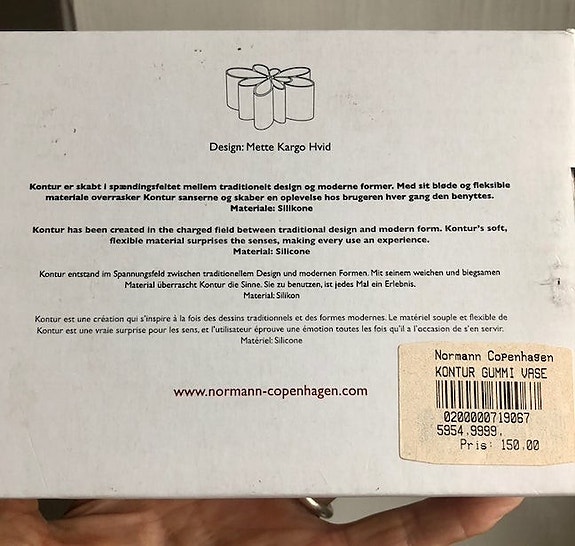 Design: Mette Kargo Hvid
Kontur er skabt i spændingsfeltet mellem traditionelt design og moderne former. Med sit bløde og fleksible
materiale overrasker Kontur sanserne og skaber en oplevelse hos brugeren hver gang den benyttes.
Materiale: Silikone
Kontur has been created in the charged field between traditional design and modern form. Kontur's soft,
flexible material surprises the senses, making every use an experience.
Material: Silicone
Kontur entstand im Spannungsfeld zwischen traditionellem Design und modernen Formen. Mit seinem weichen und biegsamen
Material überrascht Kontur die Sinne. Sie zu benutzen, ist jedes Mal ein Erlebnis.
Material: Silikon
Kontur est une création qui s'inspire à la fois des dessins traditionnels et des formes modernes. Le matériel souple et flexible de
Kontur est une vraie surprise pour les sens, et l'utilisateur éprouve une émotion toutes les fois qu'il a l'occasion de s'en servir.
Matériel: Silicone
www.normann-copenhagen.com
Normann Copenhagen
KONTUR GUMMI VASE
0200000719067
5954.9999.
Pris: 150.00